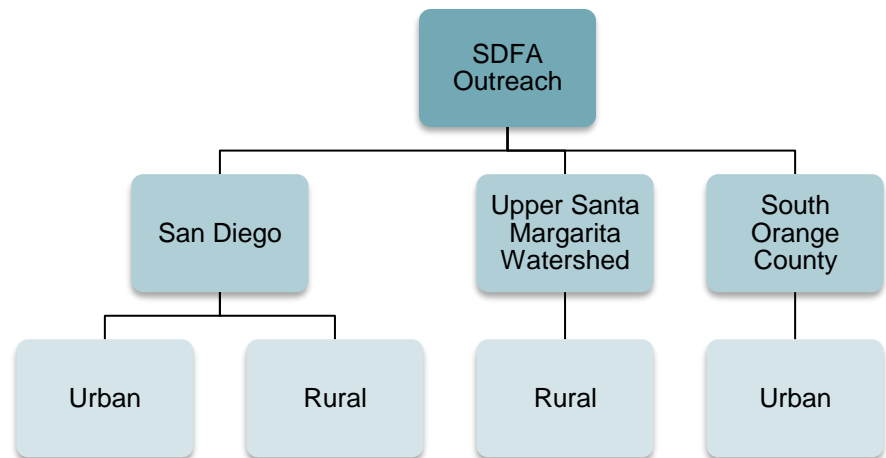 SDFA
Outreach
San Diego
Upper Santa
Margarita
Watershed
South
Orange
County
Urban
Rural
Rural
Urban